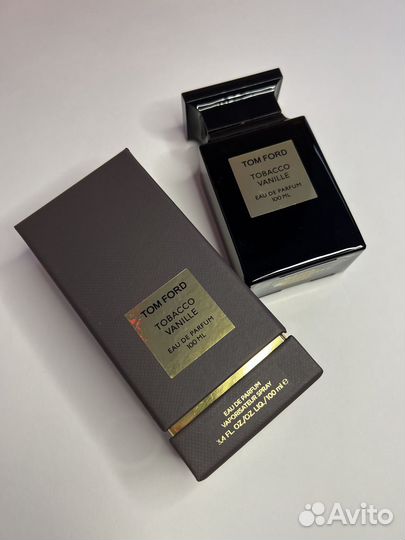 TOM FORD
TOBACCO
VANILLE
EAU DE PARFUM
100 ML
TOM FORD
TOBACCO
VANILLE
EAU DE PARFUM
100 ML
EAU DE PARFUM
VAPORISATEUR SPRAY
3.4 FL. OZ./OZ. LIQ./100 ml e
Avito